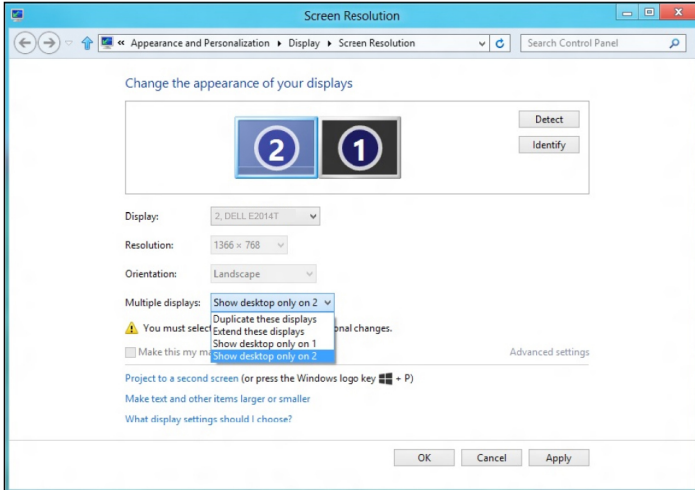 Screen Resolution
« Appearance and Personalization ▸ Display ▸ Screen Resolution
Search Control Panel
Change the appearance of your displays
2
1
Detect
Identify
Display: 2, DELL E2014T
Resolution: 1366 × 768
Orientation: Landscape
Multiple displays: Show desktop only on 2
Duplicate these displays
Extend these displays
Show desktop only on 1
Show desktop only on 2
You must selec
nal changes.
Make this my m
Advanced settings
Project to a second screen (or press the Windows logo key + P)
Make text and other items larger or smaller
What display settings should I choose?
OK Cancel Apply